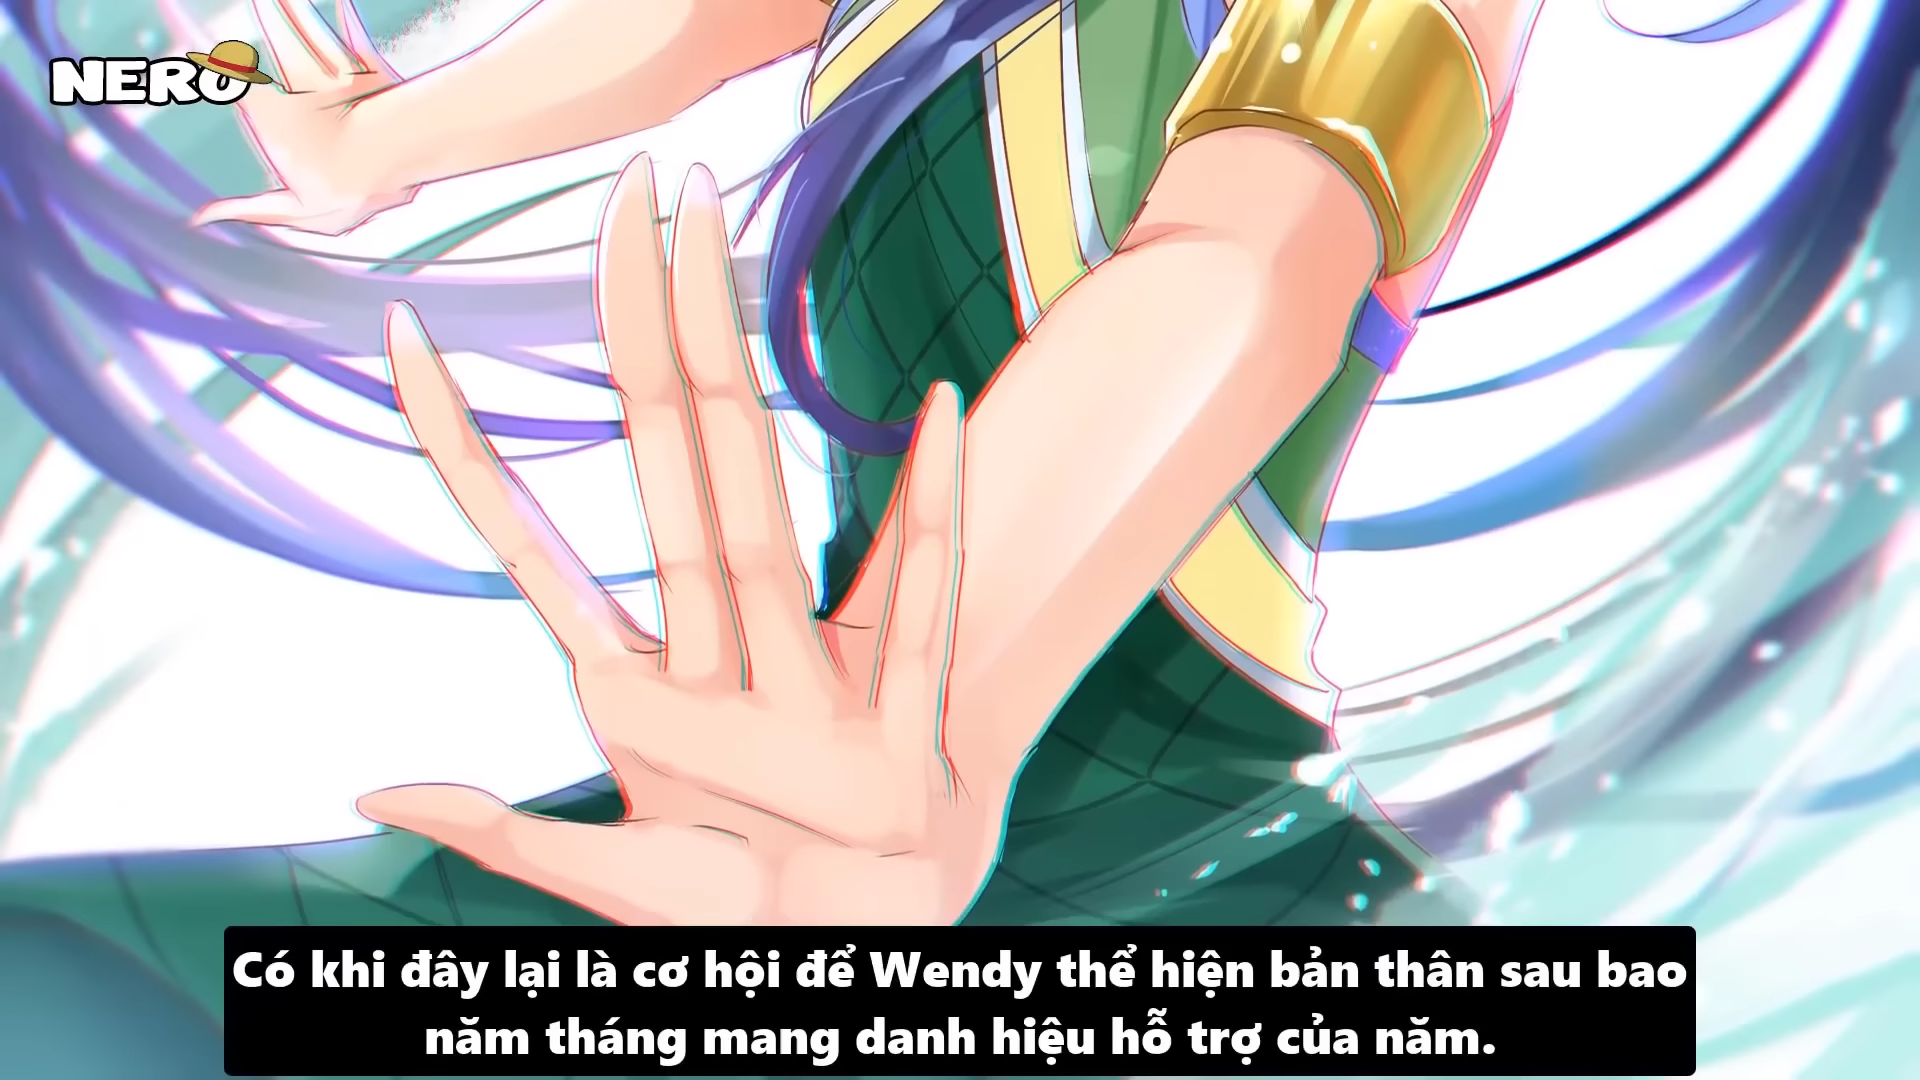 NERO
Có khi đây lại là cơ hội để Wendy thể hiện bản thân sau bao
năm tháng mang danh hiệu hỗ trợ của năm.